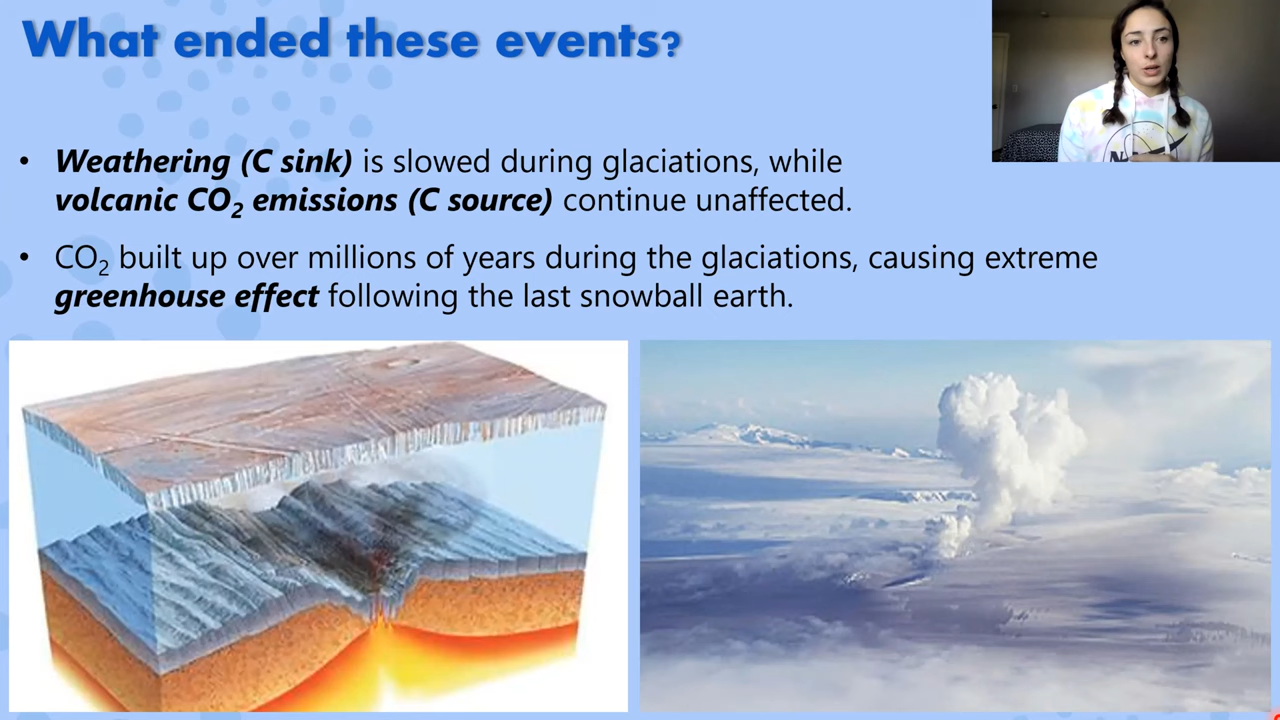 What ended these events?
• Weathering (C sink) is slowed during glaciations, while
volcanic CO₂ emissions (C source) continue unaffected.
• CO₂ built up over millions of years during the glaciations, causing extreme
greenhouse effect following the last snowball earth.